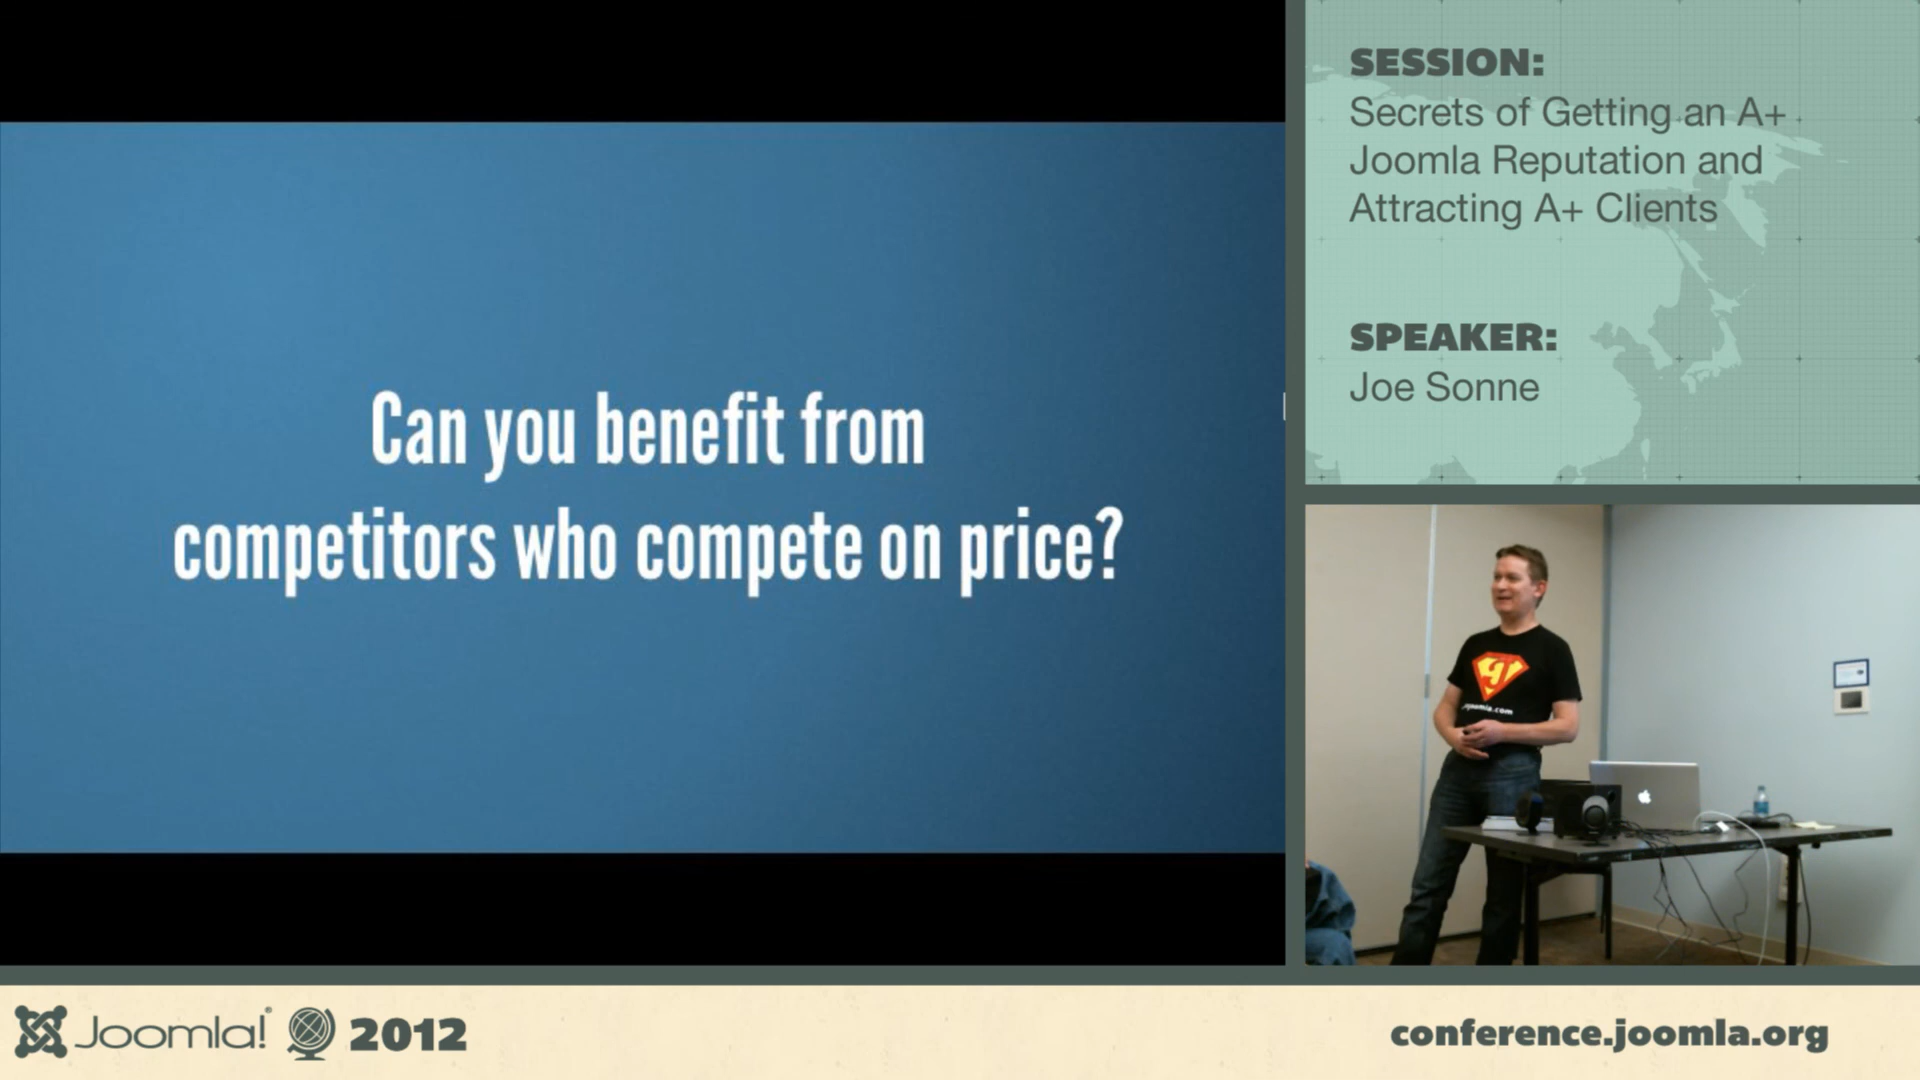 Can you benefit from
competitors who compete on price?
SESSION:
Secrets of Getting an A+
Joomla Reputation and
Attracting A+ Clients
SPEAKER:
Joe Sonne
Joomla!® 2012
conference.joomla.org